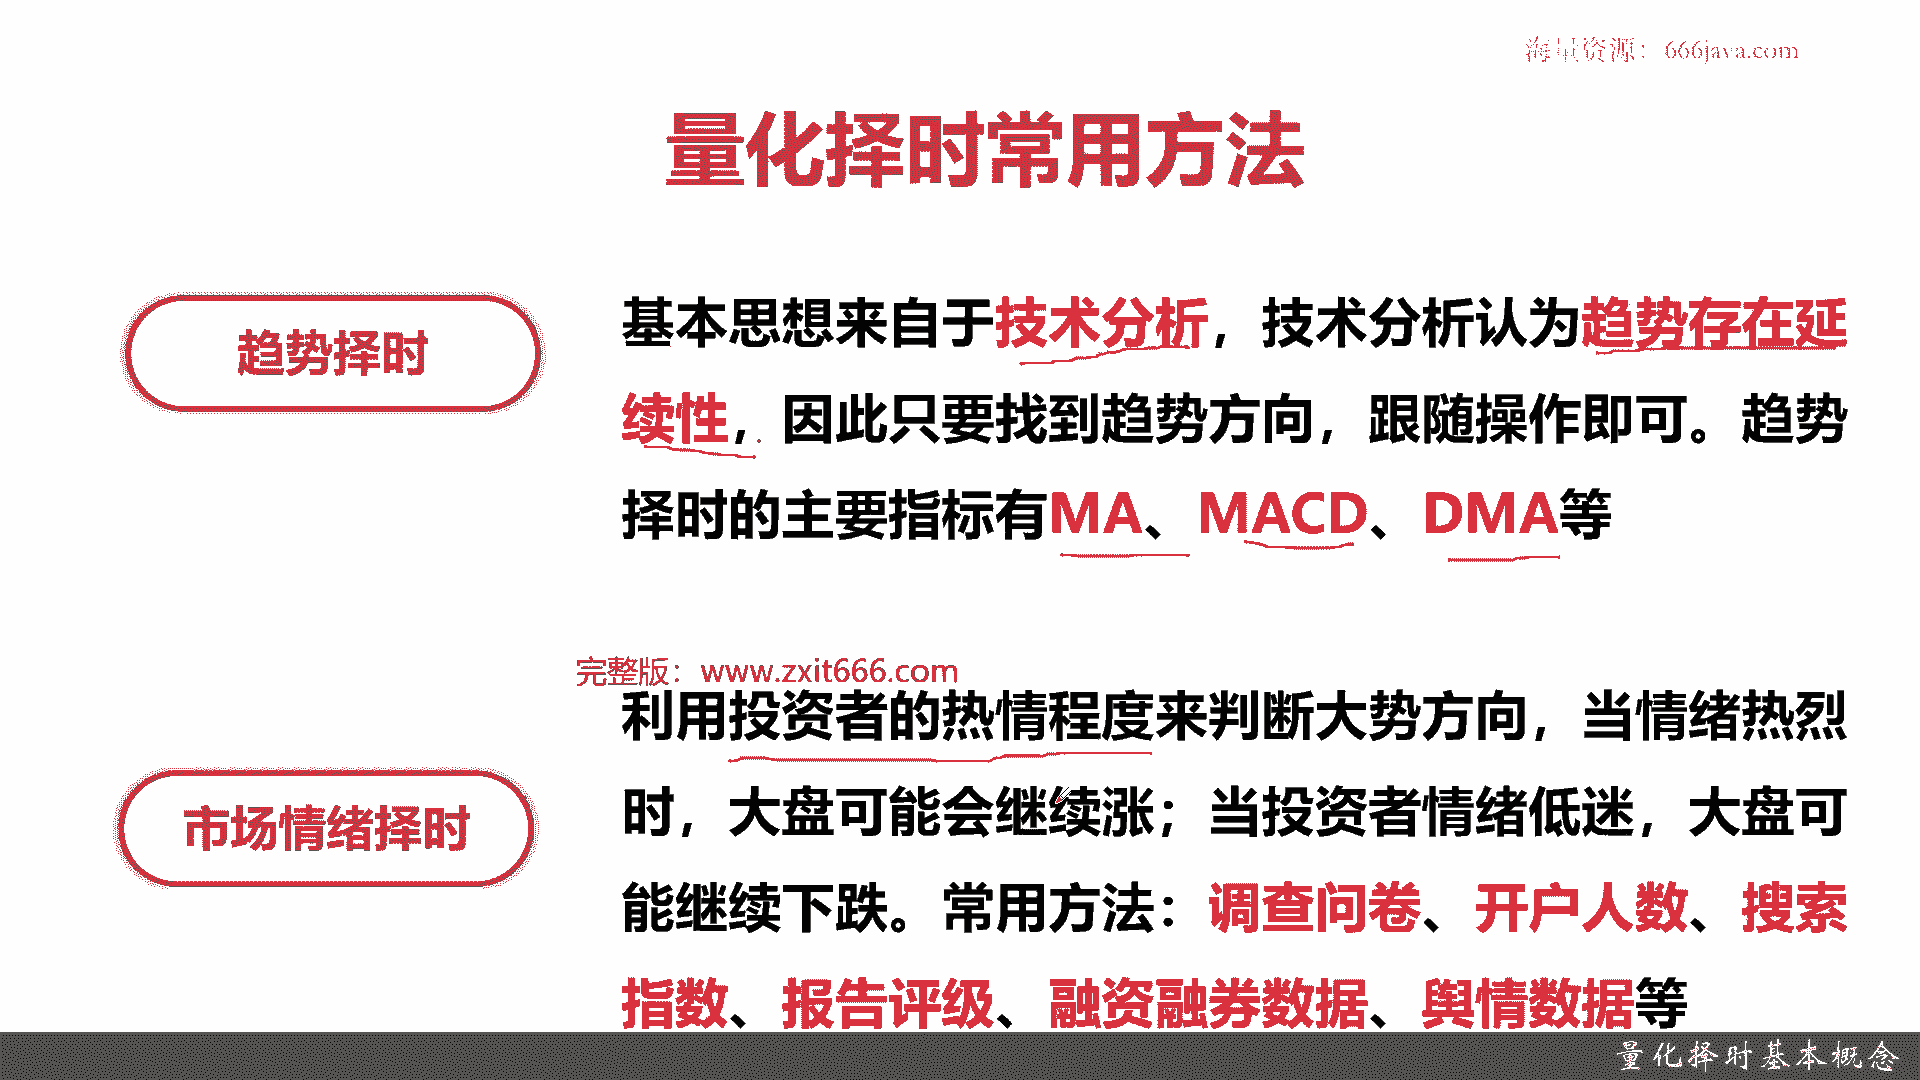 海量资源：666java.com
量化择时常用方法
趋势择时
基本思想来自于技术分析，技术分析认为趋势存在延
续性，因此只要找到趋势方向，跟随操作即可。趋势
择时的主要指标有MA、MACD、DMA等
完整版：www.zxit666.com
市场情绪择时
利用投资者的热情程度来判断大势方向，当情绪热烈
时，大盘可能会继续涨；当投资者情绪低迷，大盘可
能继续下跌。常用方法：调查问卷、开户人数、搜索
指数、报告评级、融资融券数据、舆情数据等
量化择时基本概念